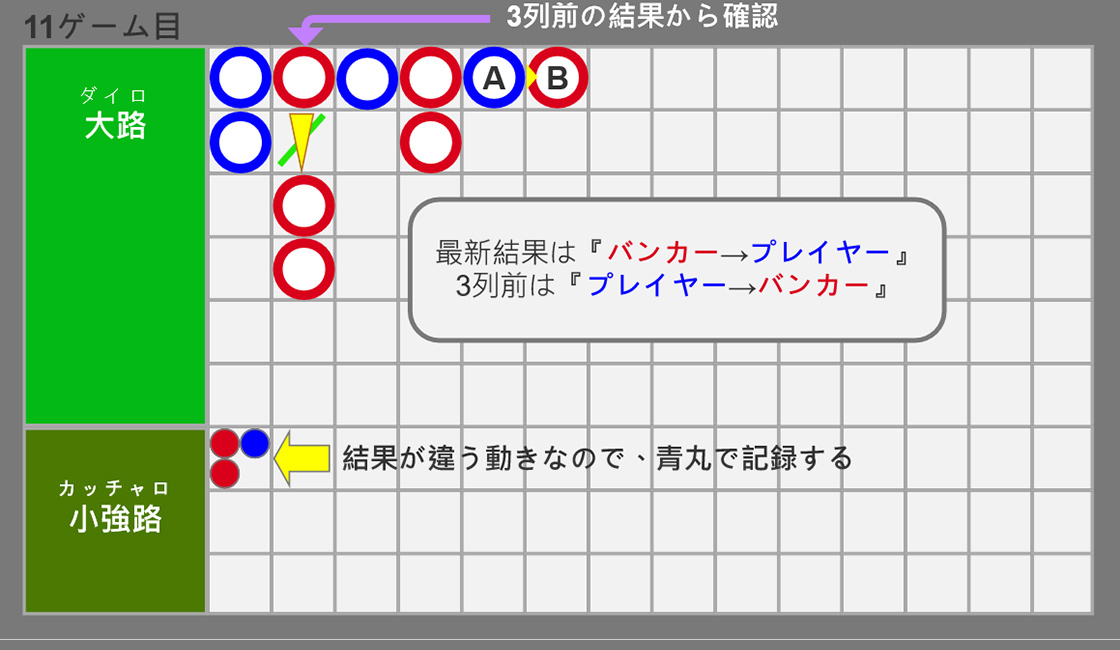 3列前の結果から確認
11ゲーム目
ダイロ
大路
A
B
最新結果は『バンカー→プレイヤー』
3列前は『プレイヤー→バンカー』
カッチャロ
小強路
結果が違う動きなので、青丸で記録する